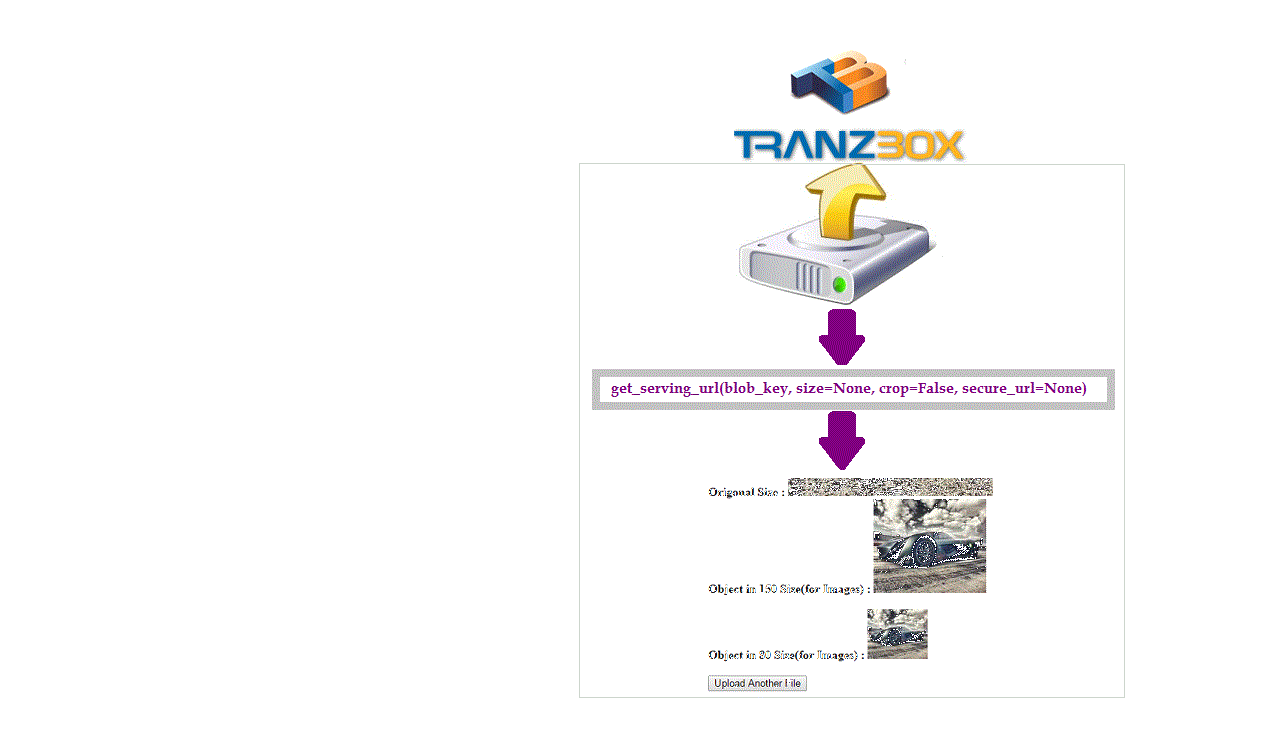 TB
TRANZBOX
get_serving_url(blob_key, size=None, crop=False, secure_url=None)
Origonal Size :
Object in 150 Size(for Images) :
Object in 80 Size(for Images) :
Upload Another File